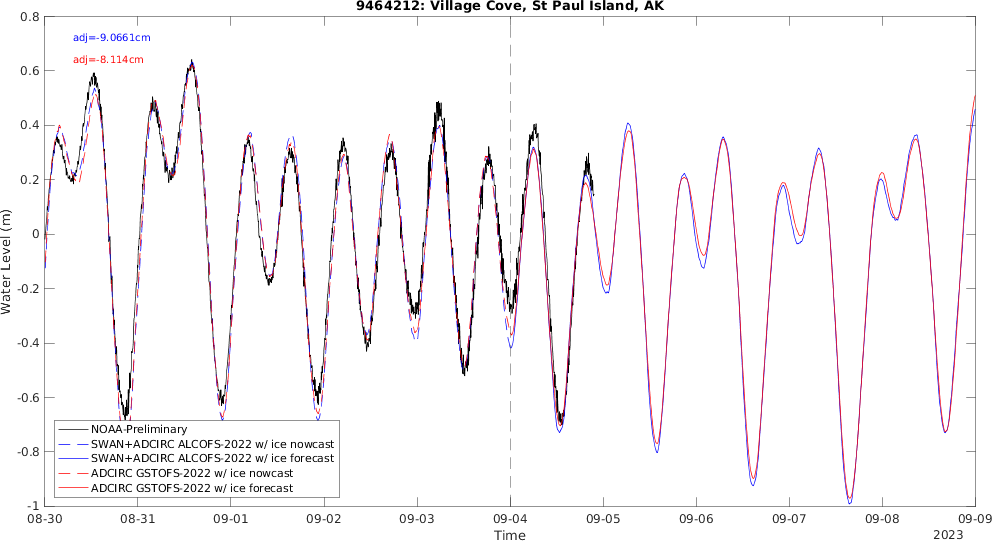 9464212: Village Cove, St Paul Island, AK
adj=-9.0661cm
adj=-8.114cm
Water Level (m)
0.8
0.6
0.4
0.2
0
-0.2
-0.4
-0.6
-0.8
-1
NOAA-Preliminary
SWAN+ADCIRC ALCOFS-2022 w/ ice nowcast
SWAN+ADCIRC ALCOFS-2022 w/ ice forecast
ADCIRC GSTOFS-2022 w/ ice nowcast
ADCIRC GSTOFS-2022 w/ ice forecast
08-30 08-31 09-01 09-02 09-03 09-04 09-05 09-06 09-07 09-08 09-09
Time
2023